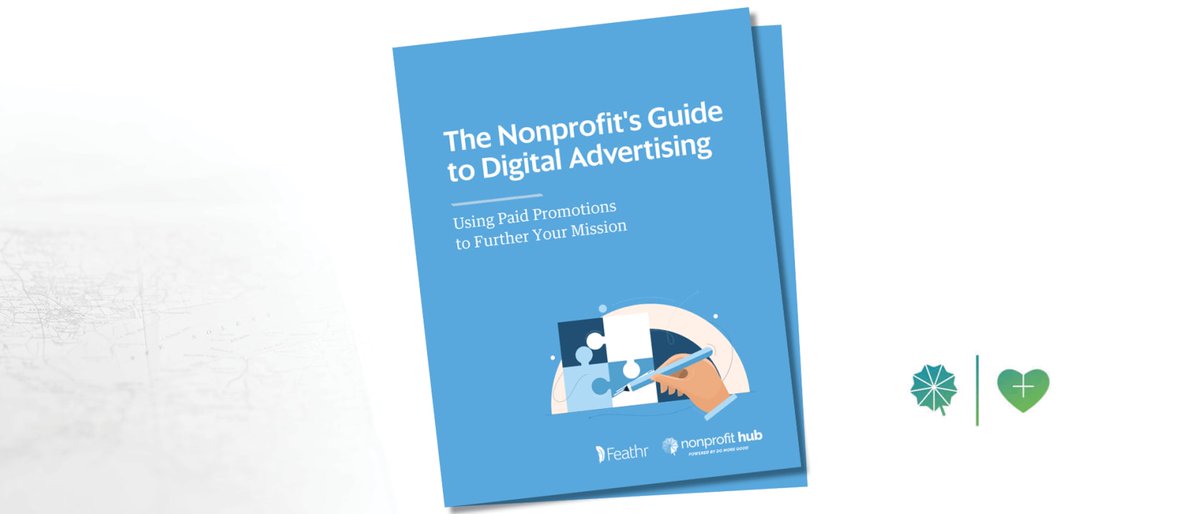 The Nonprofit's Guide
to Digital Advertising
Using Paid Promotions
to Further Your Mission
Feathr
nonprofit hub
POWERED BY DO MORE GOOD